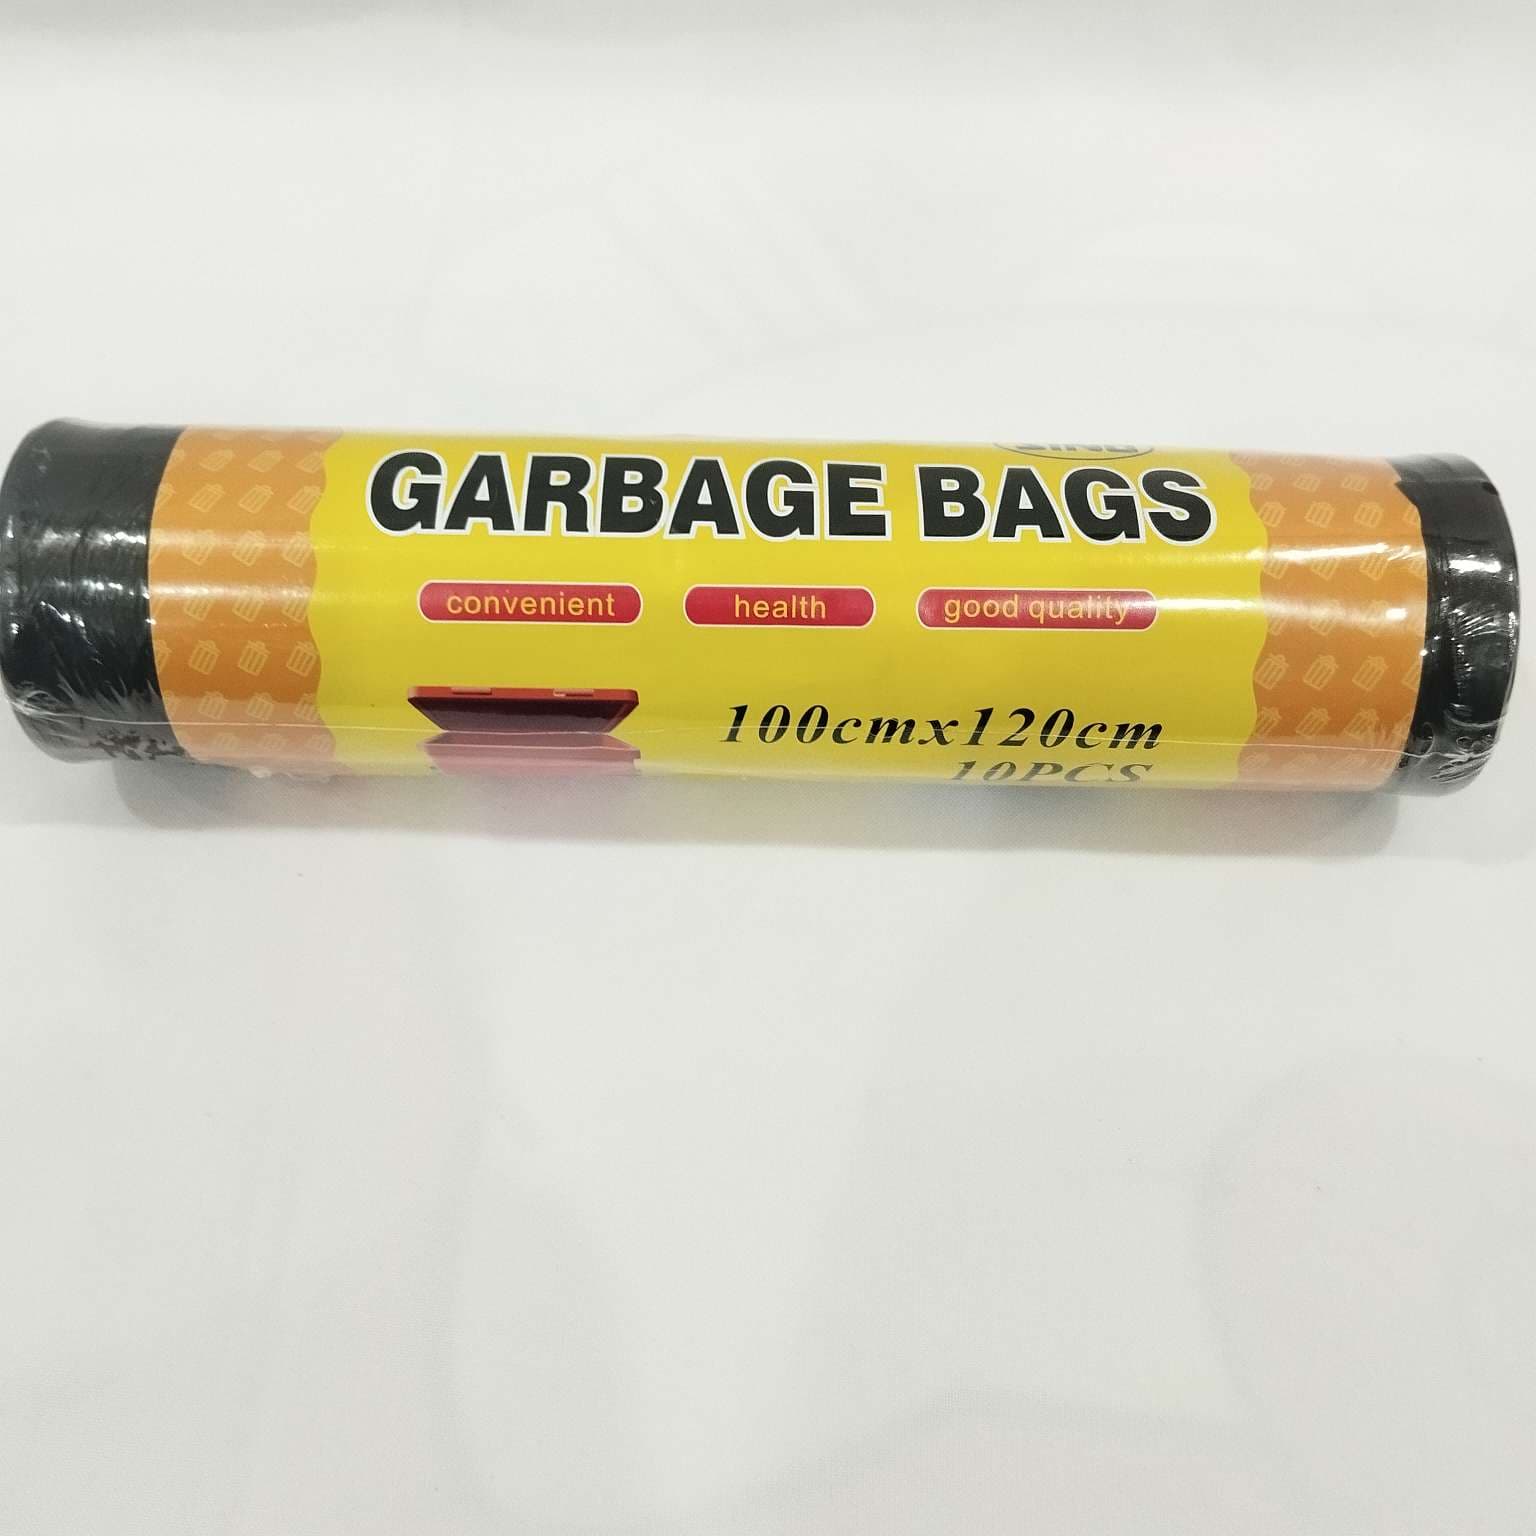 GARBAGE BAGS
convenient health good quality
100cmx120cm
10PCS